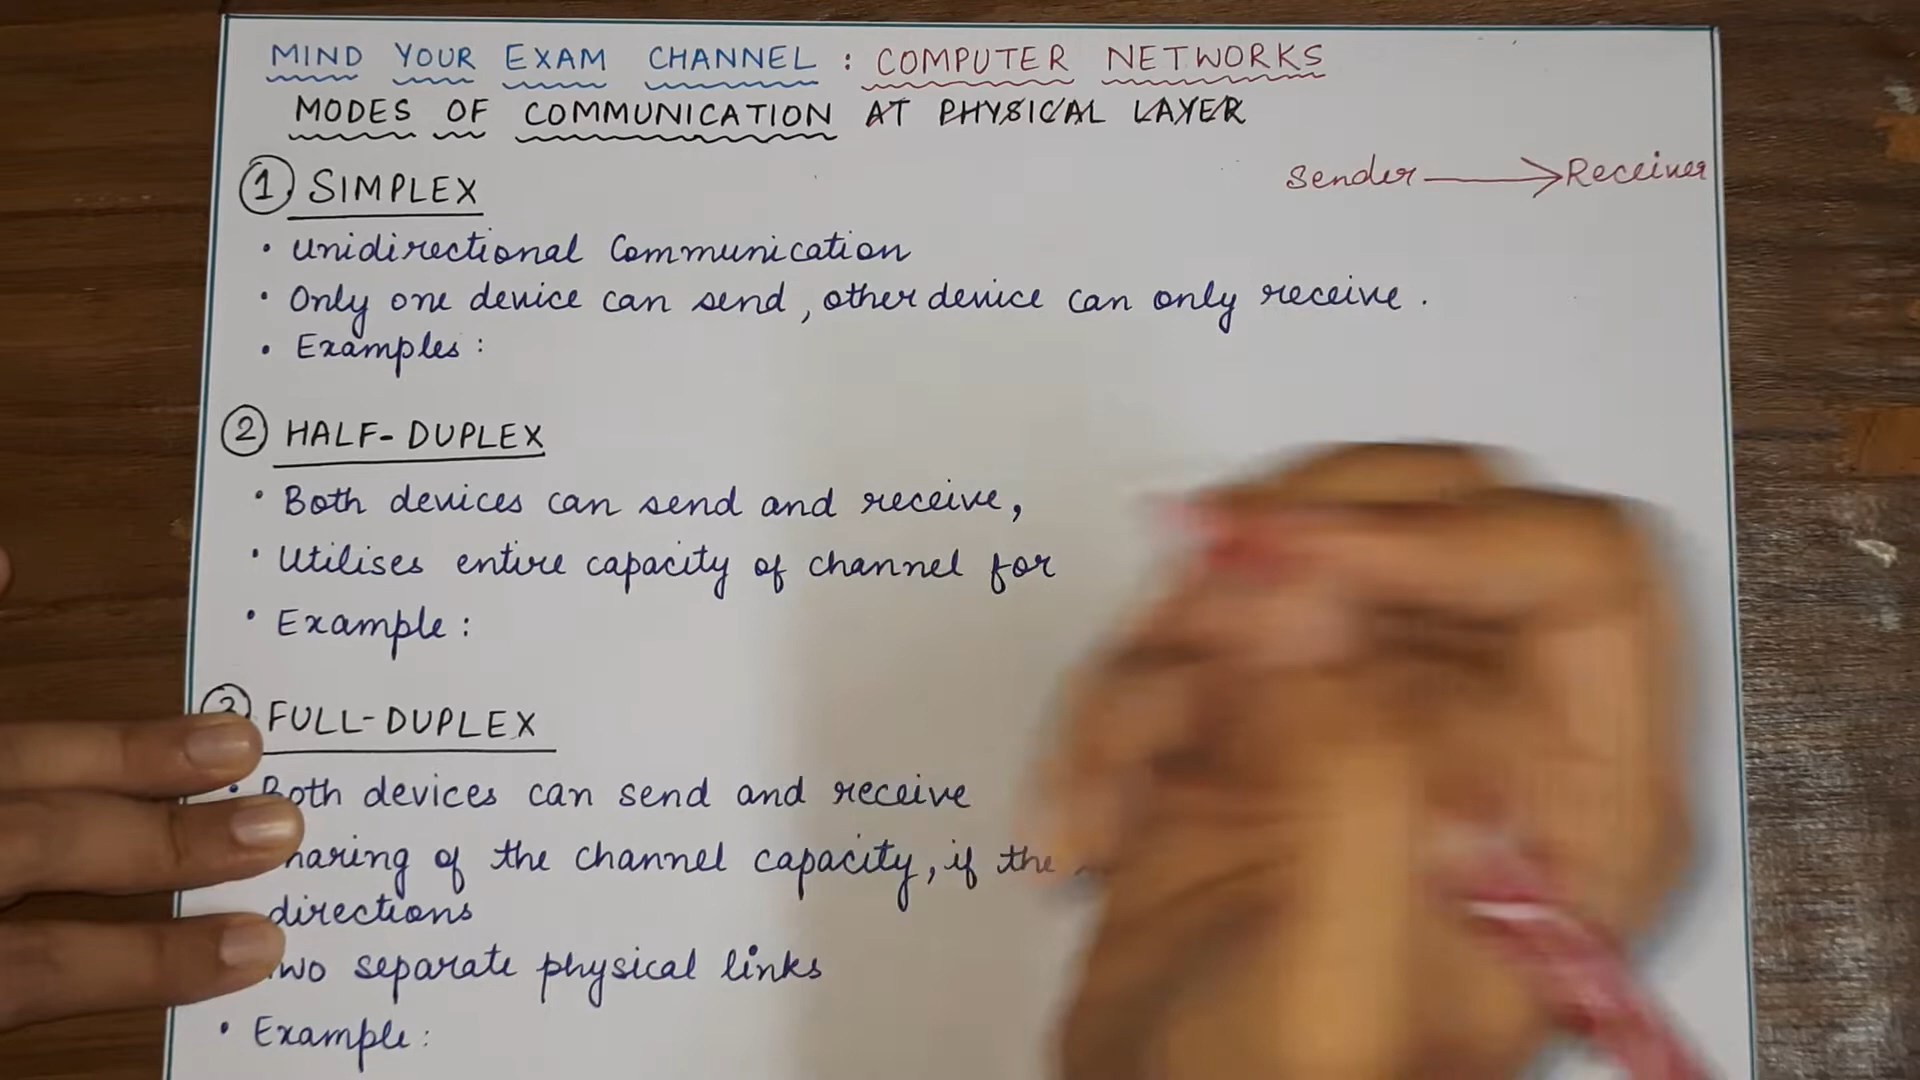 MIND YOUR EXAM CHANNEL : COMPUTER NETWORKS
MODES OF COMMUNICATION AT PHYSICAL LAYER
Sender → Receiver
1 SIMPLEX
• Unidirectional Communication
• Only one device can send, other device can only receive.
• Examples :
2 HALF-DUPLEX
• Both devices can send and receive,
• Utilises entire capacity of channel for
• Example :
3 FULL-DUPLEX
• Both devices can send and receive
of the channel capacity, if the
directions
separate physical links
• Example :